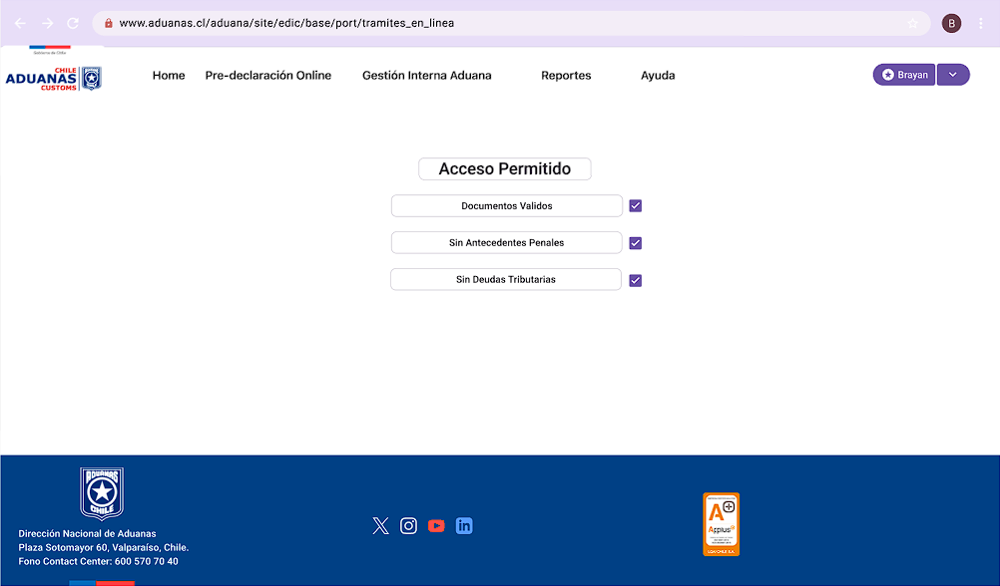 www.aduanas.cl/aduana/site/edic/base/port/tramites_en_linea
B
Gobierno de Chile
CHILE
ADUANAS
CUSTOMS
Home
Pre-declaración Online
Gestión Interna Aduana
Reportes
Ayuda
Brayan
Acceso Permitido
Documentos Validos
Sin Antecedentes Penales
Sin Deudas Tributarias
ADUANAS
CHILE
Dirección Nacional de Aduanas
Plaza Sotomayor 60, Valparaíso, Chile.
Fono Contact Center: 600 570 70 40
A+
Applus